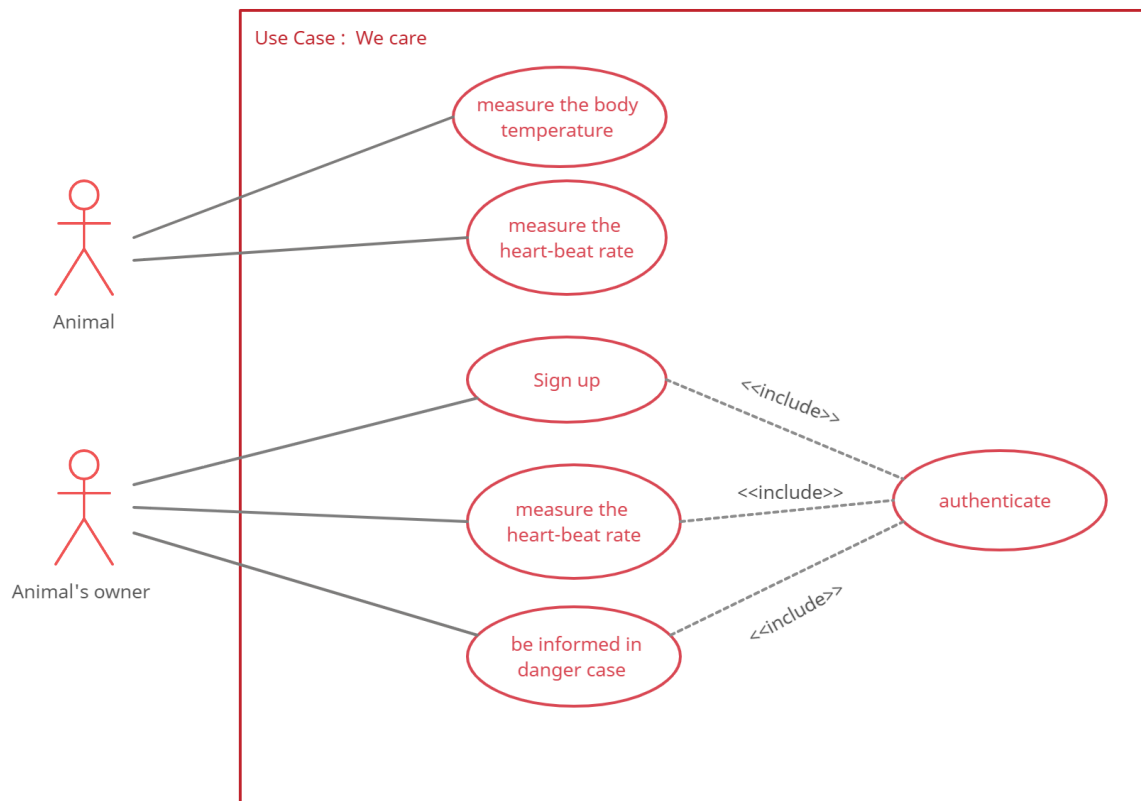 Use Case :  We care
measure the body
temperature
measure the
heart-beat rate
Animal
Sign up
<<include>>
measure the
heart-beat rate
<<include>>
authenticate
Animal's owner
be informed in
danger case
<<include>>